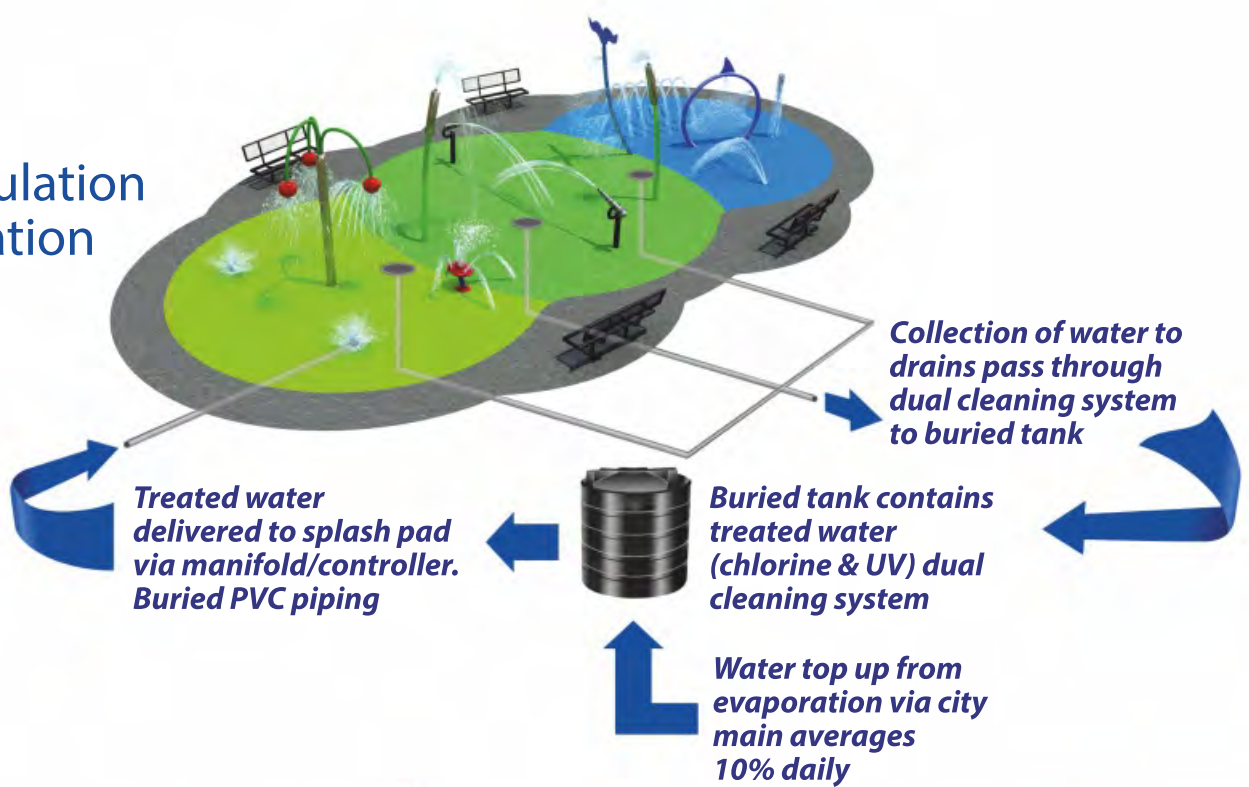 ulation
ation
Collection of water to
drains pass through
dual cleaning system
to buried tank
Treated water
delivered to splash pad
via manifold/controller.
Buried PVC piping
Buried tank contains
treated water
(chlorine & UV) dual
cleaning system
Water top up from
evaporation via city
main averages
10% daily